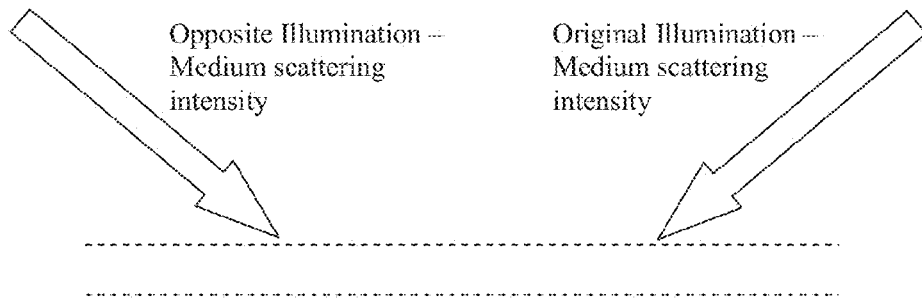 Opposite Illumination –
Medium scattering
intensity
Original Illumination –
Medium scattering
intensity